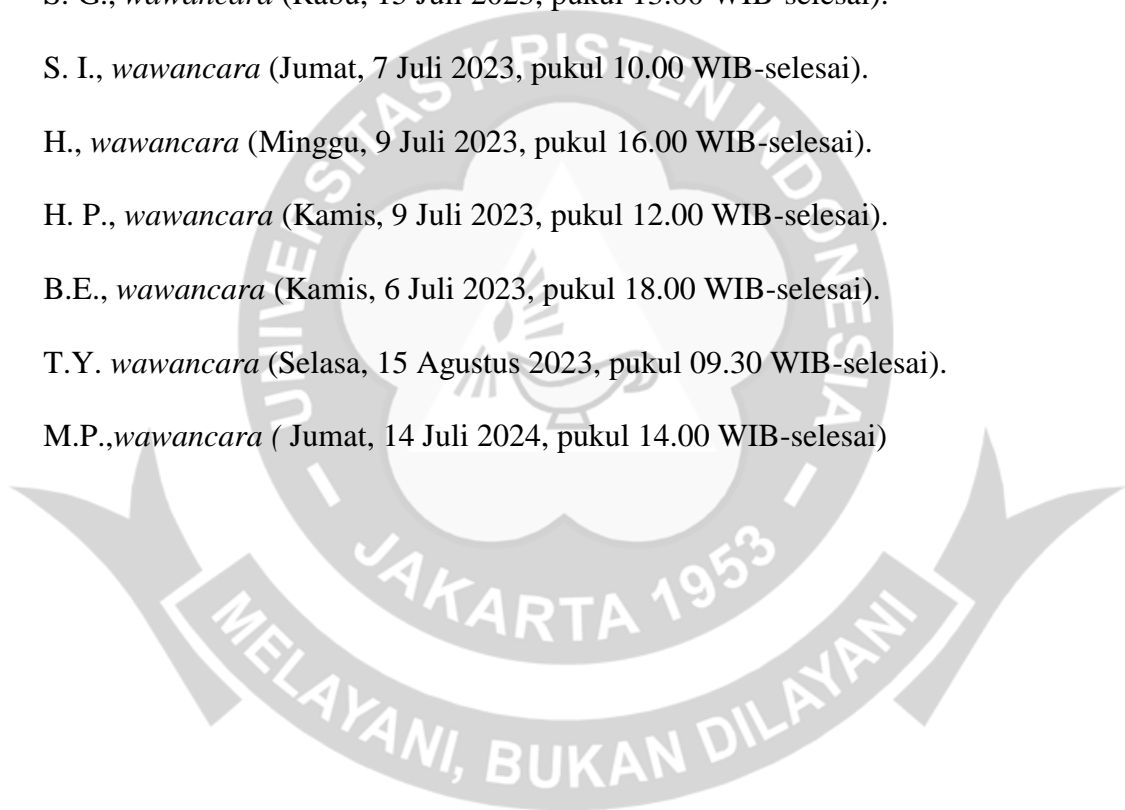 S. I., wawancara (Jumat, 7 Juli 2023, pukul 10.00 WIB-selesai).
H., wawancara (Minggu, 9 Juli 2023, pukul 16.00 WIB-selesai).
H. P., wawancara (Kamis, 9 Juli 2023, pukul 12.00 WIB-selesai).
B.E., wawancara (Kamis, 6 Juli 2023, pukul 18.00 WIB-selesai).
T.Y. wawancara (Selasa, 15 Agustus 2023, pukul 09.30 WIB-selesai).
M.P.,wawancara ( Jumat, 14 Juli 2024, pukul 14.00 WIB-selesai)
UNIVERSITAS KRISTEN INDONESIA
JAKARTA 1953
MELAYANI, BUKAN DILAYANI